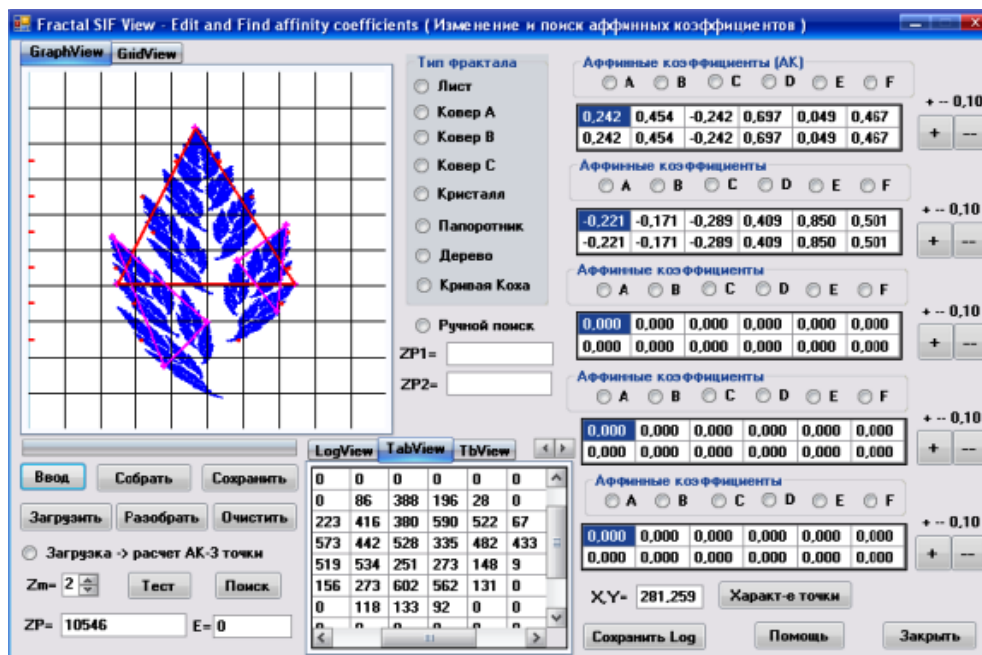 Fractal SIF View - Edit and Find affinity coefficients ( Изменение и поиск аффинных коэффициентов )
GraphView GridView
Тип фрактала
Лист
Ковер А
Ковер В
Ковер С
Кристалл
Папоротник
Дерево
Кривая Коха
Ручной поиск
ZP1=
ZP2=
Аффинные коэффициенты (АК)
A B C D E F
+ -- 0,10
0,242 0,454 -0,242 0,697 0,049 0,467
0,242 0,454 -0,242 0,697 0,049 0,467
+ --
Аффинные коэффициенты
A B C D E F
+ -- 0,10
-0,221 -0,171 -0,289 0,409 0,850 0,501
-0,221 -0,171 -0,289 0,409 0,850 0,501
+ --
Аффинные коэффициенты
A B C D E F
+ -- 0,10
0,000 0,000 0,000 0,000 0,000 0,000
0,000 0,000 0,000 0,000 0,000 0,000
+ --
Аффинные коэффициенты
A B C D E F
+ -- 0,10
0,000 0,000 0,000 0,000 0,000 0,000
0,000 0,000 0,000 0,000 0,000 0,000
+ --
Аффинные коэффициенты
A B C D E F
+ -- 0,10
0,000 0,000 0,000 0,000 0,000 0,000
0,000 0,000 0,000 0,000 0,000 0,000
+ --
Ввод Собрать Сохранить
Загрузить Разобрать Очистить
Загрузка -> расчет АК-3 точки
Zm= 2 Тест Поиск
ZP= 10546 E= 0
LogView TabView TbView
0 0 0 0 0 0
0 86 388 196 28 0
223 416 380 590 522 67
573 442 528 335 482 433
519 534 251 273 148 9
156 273 602 562 131 0
0 118 133 92 0 0
X,Y= 281,259 Характ-е точки
Сохранить Log Помощь Закрыть